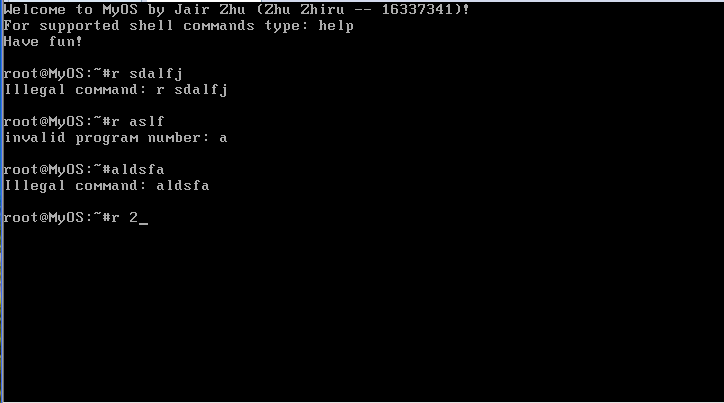 Welcome to MyOS by Jair Zhu (Zhu Zhiru -- 16337341)!
For supported shell commands type: help
Have fun!
root@MyOS:~#r sdalfj
Illegal command: r sdalfj
root@MyOS:~#r aslf
invalid program number: a
root@MyOS:~#aldsfa
Illegal command: aldsfa
root@MyOS:~#r 2_